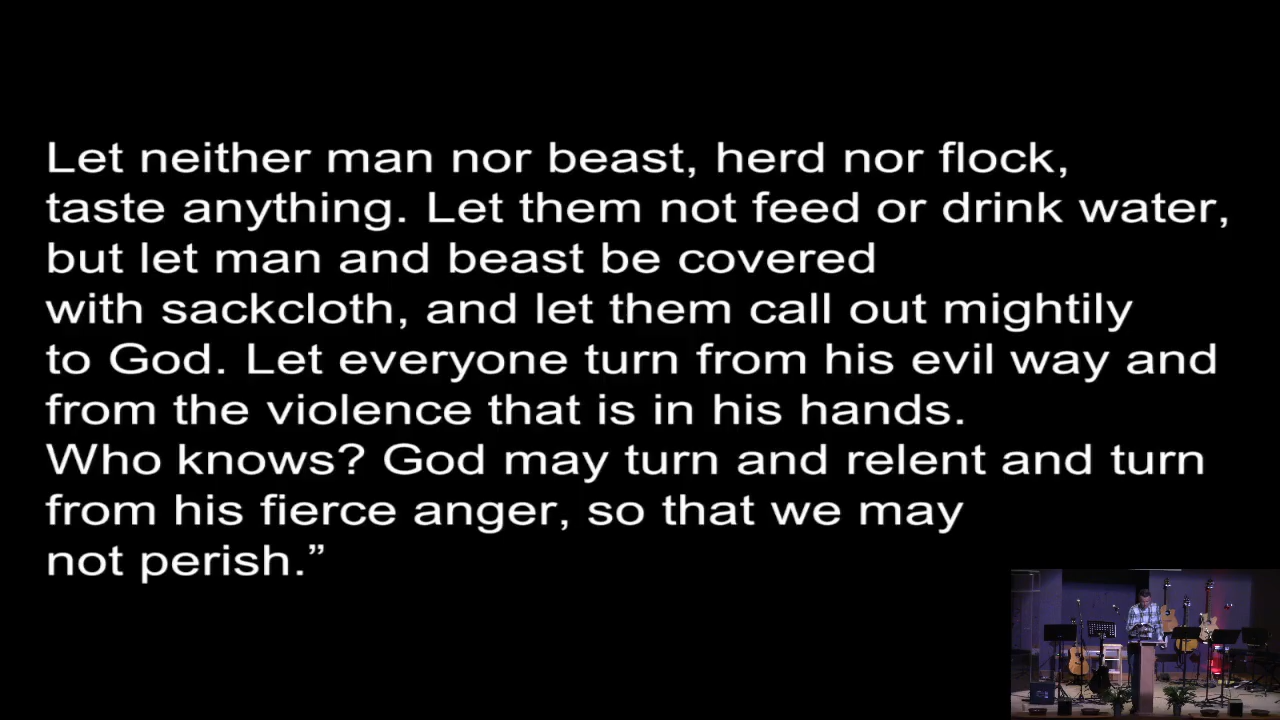 Let neither man nor beast, herd nor flock,
taste anything. Let them not feed or drink water,
but let man and beast be covered
with sackcloth, and let them call out mightily
to God. Let everyone turn from his evil way and
from the violence that is in his hands.
Who knows? God may turn and relent and turn
from his fierce anger, so that we may
not perish.”